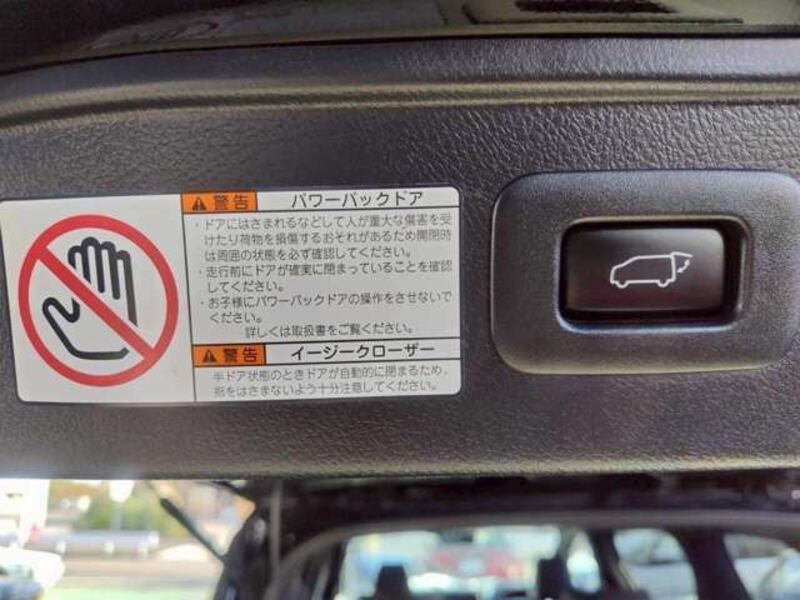 警告 パワーバックドア
・ドアにはさまれるなどして人が重大な傷害を受
けたり荷物を損傷するおそれがあるため開閉時
は周囲の状態を必ず確認してください。
・走行前にドアが確実に閉まっていることを確認
してください。
・お子様にパワーバックドアの操作をさせないで
ください。
詳しくは取扱書をご覧ください。
警告 イージークローザー
半ドア状態のときドアが自動的に閉まるため、
指をはさまないよう十分注意してください。